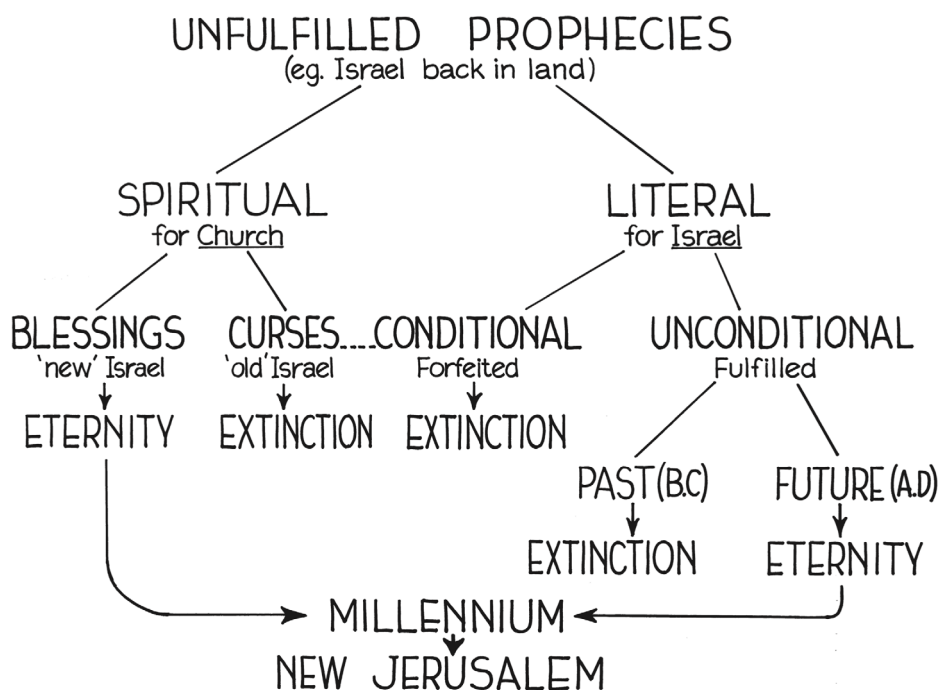 UNFULFILLED PROPHECIES
(eg. Israel back in land)
SPIRITUAL
for Church
LITERAL
for Israel
BLESSINGS
'new' Israel
CURSES....CONDITIONAL
'old' Israel
Forfeited
UNCONDITIONAL
Fulfilled
ETERNITY
EXTINCTION
EXTINCTION
PAST (B.C)
FUTURE (A.D)
EXTINCTION
ETERNITY
MILLENNIUM
NEW JERUSALEM